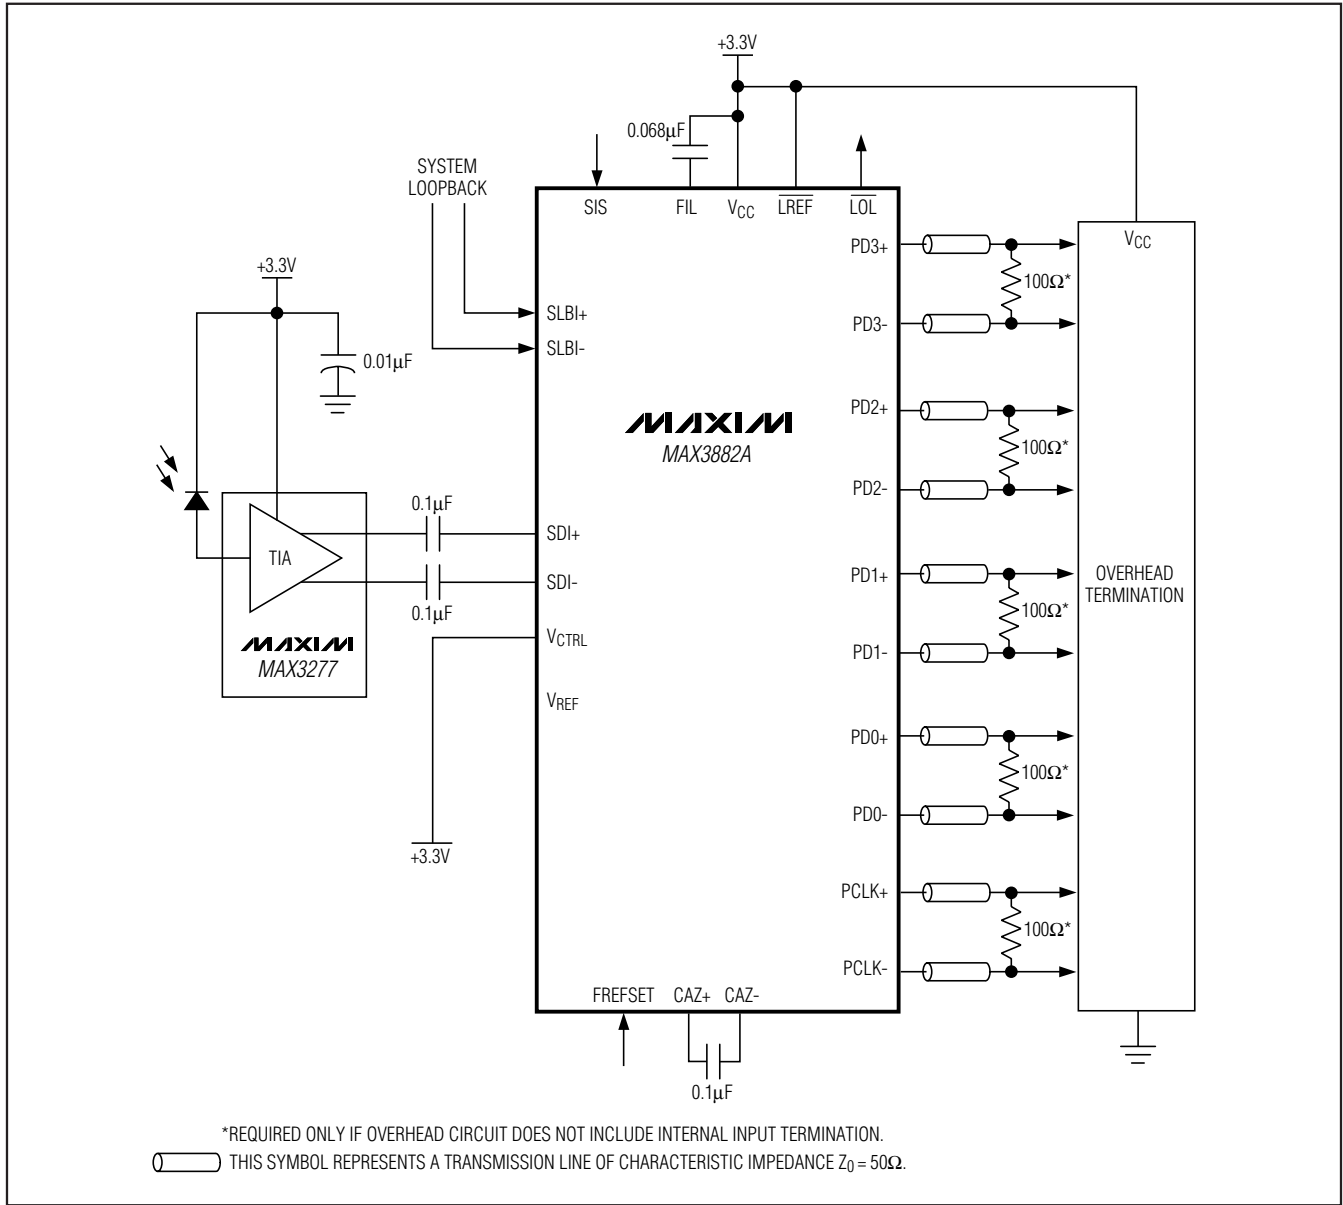 +3.3V
0.068µF
SYSTEM
LOOPBACK
SIS
FIL
VCC
LREF
LOL
PD3+
VCC
+3.3V
100Ω*
SLBI+
PD3-
SLBI-
0.01µF
PD2+
MAXIM
MAX3882A
100Ω*
PD2-
0.1µF
SDI+
TIA
PD1+
OVERHEAD
TERMINATION
SDI-
0.1µF
100Ω*
VCTRL
MAXIM
MAX3277
PD1-
VREF
PD0+
100Ω*
PD0-
+3.3V
PCLK+
100Ω*
PCLK-
FREFSET
CAZ+
CAZ-
0.1µF
*REQUIRED ONLY IF OVERHEAD CIRCUIT DOES NOT INCLUDE INTERNAL INPUT TERMINATION.
THIS SYMBOL REPRESENTS A TRANSMISSION LINE OF CHARACTERISTIC IMPEDANCE Z0 = 50Ω.